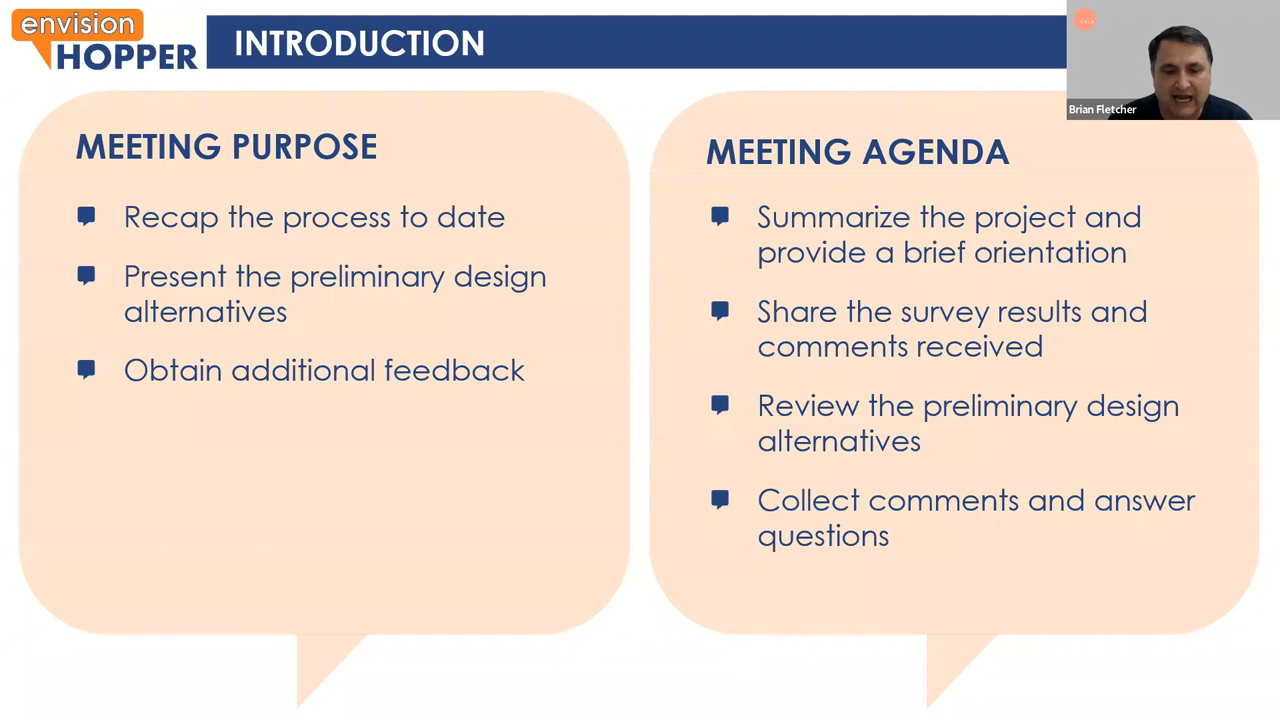 envision
HOPPER
INTRODUCTION
Brian Fletcher
MEETING PURPOSE
Recap the process to date
Present the preliminary design
alternatives
Obtain additional feedback
MEETING AGENDA
Summarize the project and
provide a brief orientation
Share the survey results and
comments received
Review the preliminary design
alternatives
Collect comments and answer
questions